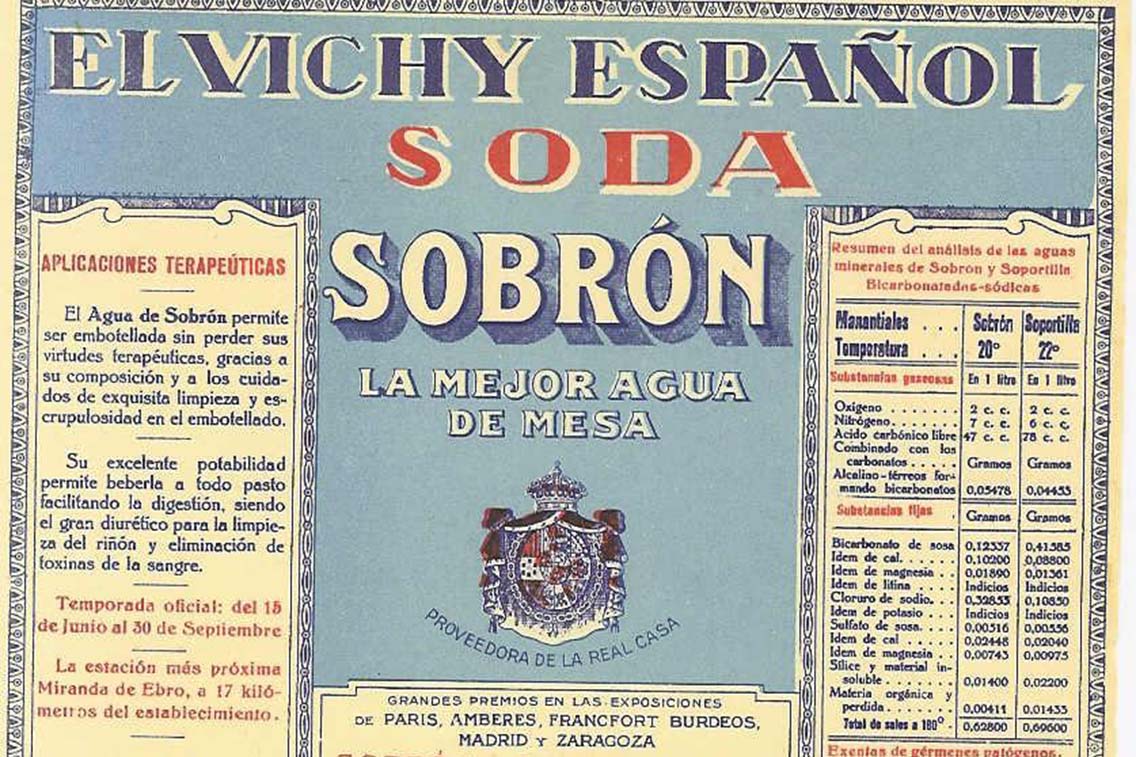 EL VICHY ESPAÑOL
SODA
SOBRÓN
LA MEJOR AGUA
DE MESA
PROVEEDORA DE LA REAL CASA
GRANDES PREMIOS EN LAS EXPOSICIONES
DE PARIS, AMBERES, FRANCFORT BURDEOS,
MADRID Y ZARAGOZA
APLICACIONES TERAPEÚTICAS
El Agua de Sobrón permite
ser embotellada sin perder sus
virtudes terapéuticas, gracias a
su composición y a los cuida-
dos de exquisita limpieza y es-
crupulosidad en el embotellado.
Su excelente potabilidad
permite beberla a todo pasto
facilitando la digestión, siendo
el gran diurético para la limpie-
za del riñón y eliminación de
toxinas de la sangre.
Temporada oficial: del 15
de Junio al 30 de Septiembre
La estación más próxima
Miranda de Ebro, a 17 kiló-
metros del establecimiento.
Resumen del análisis de las aguas
minerales de Sobrón y Soportilla
Bicarbonatadas-sódicas
Manantiales . . . Sobrón Soportilla
Temperatura . . . 20° 22°
Substancias gaseosas En 1 litro En 1 litro
Oxígeno . . . . . . . 2 c. c. 2 c. c.
Nitrógeno . . . . . . 7 c. c. 6 c. c.
Acido carbónico libre 47 c. c. 78 c. c.
Combinado con los
carbonatos . . . . . Gramos Gramos
Alcalino-térreos for-
mando bicarbonatos 0,05478 0,04453
Substancias fijas . Gramos Gramos
Bicarbonato de sosa 0,12337 0,41585
Idem de cal. . . . . . 0,10200 0,08800
Idem de magnesia . . 0,01890 0,01361
Idem de litina . . . . Indicios Indicios
Cloruro de sodio. . . 0,32853 0,10850
Idem de potasio . . . Indicios Indicios
Sulfato de sosa. . . . 0,00516 0,00556
Idem de cal . . . . . 0,02448 0,02040
Idem de magnesia . . 0,00743 0,00975
Sílice y material in-
soluble . . . . . . . 0,01400 0,02200
Materia orgánica y
perdida . . . . . . . 0,00411 0,01435
Total de sales a 180° . 0,62800 0,69600
Exentas de gérmenes patógenos.